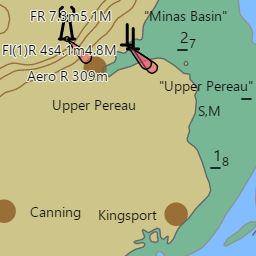 FR 7.9m5.1M
"Minas Basin"
Fl(1)R 4s4.1m4.8M
2₇
Aero R 309m
"Upper Pereau"
Upper Pereau
S,M
1₈
Canning
Kingsport